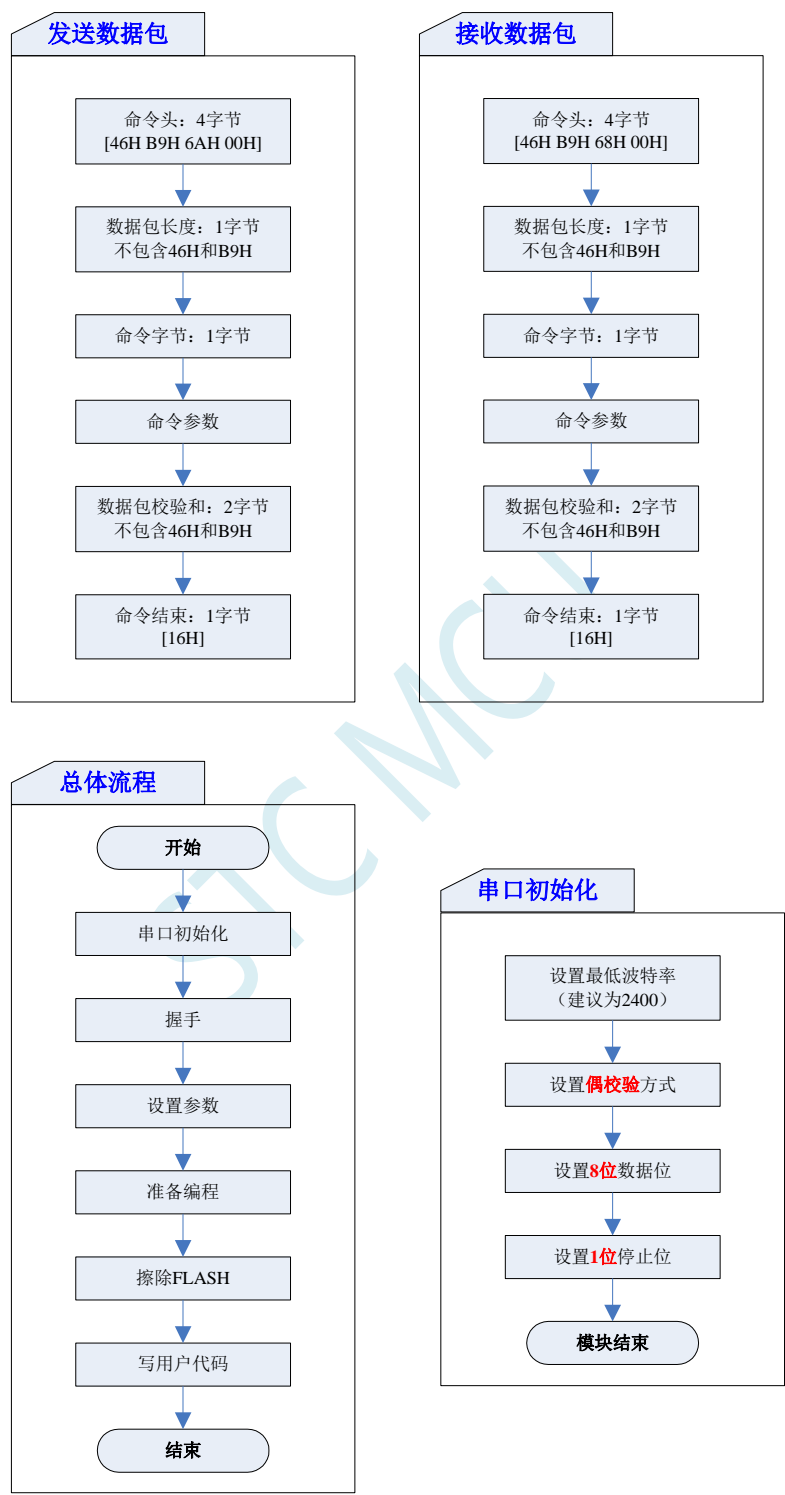 发送数据包
命令头：4字节
[46H B9H 6AH 00H]
数据包长度：1字节
不包含46H和B9H
命令字节：1字节
命令参数
数据包校验和：2字节
不包含46H和B9H
命令结束：1字节
[16H]
接收数据包
命令头：4字节
[46H B9H 68H 00H]
数据包长度：1字节
不包含46H和B9H
命令字节：1字节
命令参数
数据包校验和：2字节
不包含46H和B9H
命令结束：1字节
[16H]
总体流程
开始
串口初始化
握手
设置参数
准备编程
擦除FLASH
写用户代码
结束
串口初始化
设置最低波特率
（建议为2400）
设置偶校验方式
设置8位数据位
设置1位停止位
模块结束
STC MCU